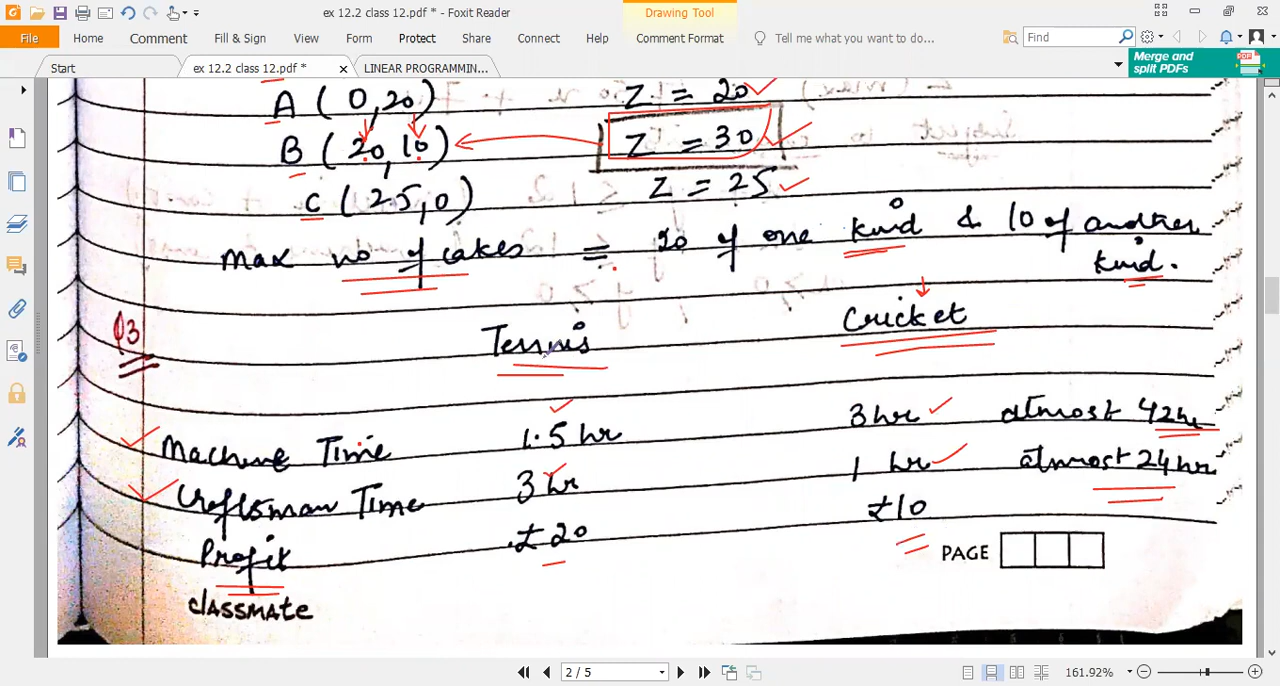 ex 12.2 class 12.pdf * - Foxit Reader
Drawing Tool
File Home Comment Fill & Sign View Form Protect Share Connect Help Comment Format Tell me what you want to do... Find
Start ex 12.2 class 12.pdf * LINEAR PROGRAMMIN... Merge and split PDFs
A (0,20) Z = 20
B (20,10) Z = 30
C (25,0) Z = 25
Max no of cakes = 20 of one kind & 10 of another
kind.
Q3 Tennis Cricket
Machine Time 1.5 hr 3 hr atmost 42 hr
Craftsman Time 3 hr 1 hr atmost 24 hr
Profit ₹ 20 ₹ 10
PAGE
classmate
2 / 5 161.92%